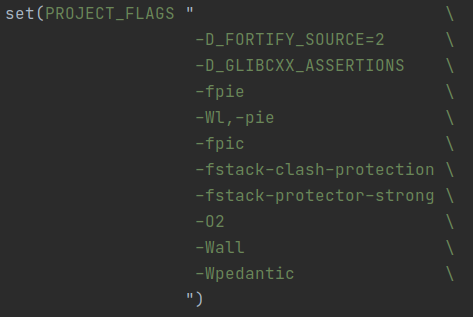 set(PROJECT_FLAGS " \
-D_FORTIFY_SOURCE=2 \
-D_GLIBCXX_ASSERTIONS \
-fpie \
-Wl,-pie \
-fpic \
-fstack-clash-protection \
-fstack-protector-strong \
-O2 \
-Wall \
-Wpedantic \
")